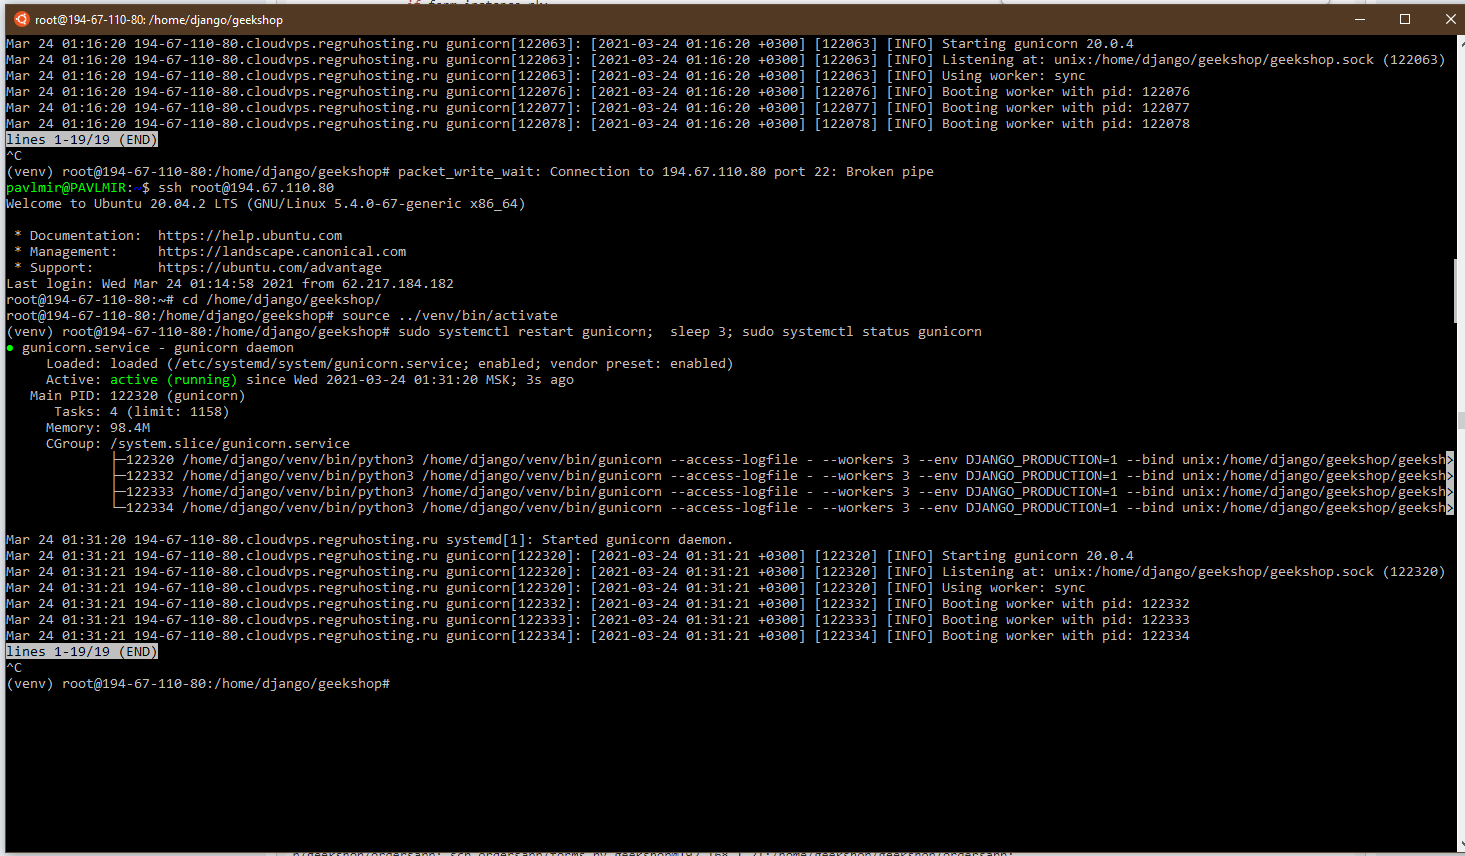 root@194-67-110-80: /home/django/geekshop
Mar 24 01:16:20 194-67-110-80.cloudvps.regruhosting.ru gunicorn[122063]: [2021-03-24 01:16:20 +0300] [122063] [INFO] Starting gunicorn 20.0.4
Mar 24 01:16:20 194-67-110-80.cloudvps.regruhosting.ru gunicorn[122063]: [2021-03-24 01:16:20 +0300] [122063] [INFO] Listening at: unix:/home/django/geekshop/geekshop.sock (122063)
Mar 24 01:16:20 194-67-110-80.cloudvps.regruhosting.ru gunicorn[122063]: [2021-03-24 01:16:20 +0300] [122063] [INFO] Using worker: sync
Mar 24 01:16:20 194-67-110-80.cloudvps.regruhosting.ru gunicorn[122076]: [2021-03-24 01:16:20 +0300] [122076] [INFO] Booting worker with pid: 122076
Mar 24 01:16:20 194-67-110-80.cloudvps.regruhosting.ru gunicorn[122077]: [2021-03-24 01:16:20 +0300] [122077] [INFO] Booting worker with pid: 122077
Mar 24 01:16:20 194-67-110-80.cloudvps.regruhosting.ru gunicorn[122078]: [2021-03-24 01:16:20 +0300] [122078] [INFO] Booting worker with pid: 122078
lines 1-19/19 (END)
^C
(venv) root@194-67-110-80:/home/django/geekshop# packet_write_wait: Connection to 194.67.110.80 port 22: Broken pipe
pavlmir@PAVLMIR:~$ ssh root@194.67.110.80
Welcome to Ubuntu 20.04.2 LTS (GNU/Linux 5.4.0-67-generic x86_64)
* Documentation: https://help.ubuntu.com
* Management: https://landscape.canonical.com
* Support: https://ubuntu.com/advantage
Last login: Wed Mar 24 01:14:58 2021 from 62.217.184.182
root@194-67-110-80:~# cd /home/django/geekshop/
root@194-67-110-80:/home/django/geekshop# source ../venv/bin/activate
(venv) root@194-67-110-80:/home/django/geekshop# sudo systemctl restart gunicorn;  sleep 3; sudo systemctl status gunicorn
● gunicorn.service - gunicorn daemon
Loaded: loaded (/etc/systemd/system/gunicorn.service; enabled; vendor preset: enabled)
Active: active (running) since Wed 2021-03-24 01:31:20 MSK; 3s ago
Main PID: 122320 (gunicorn)
Tasks: 4 (limit: 1158)
Memory: 98.4M
CGroup: /system.slice/gunicorn.service
├─122320 /home/django/venv/bin/python3 /home/django/venv/bin/gunicorn --access-logfile - --workers 3 --env DJANGO_PRODUCTION=1 --bind unix:/home/django/geekshop/geeksh>
├─122332 /home/django/venv/bin/python3 /home/django/venv/bin/gunicorn --access-logfile - --workers 3 --env DJANGO_PRODUCTION=1 --bind unix:/home/django/geekshop/geeksh>
├─122333 /home/django/venv/bin/python3 /home/django/venv/bin/gunicorn --access-logfile - --workers 3 --env DJANGO_PRODUCTION=1 --bind unix:/home/django/geekshop/geeksh>
└─122334 /home/django/venv/bin/python3 /home/django/venv/bin/gunicorn --access-logfile - --workers 3 --env DJANGO_PRODUCTION=1 --bind unix:/home/django/geekshop/geeksh>
Mar 24 01:31:20 194-67-110-80.cloudvps.regruhosting.ru systemd[1]: Started gunicorn daemon.
Mar 24 01:31:21 194-67-110-80.cloudvps.regruhosting.ru gunicorn[122320]: [2021-03-24 01:31:21 +0300] [122320] [INFO] Starting gunicorn 20.0.4
Mar 24 01:31:21 194-67-110-80.cloudvps.regruhosting.ru gunicorn[122320]: [2021-03-24 01:31:21 +0300] [122320] [INFO] Listening at: unix:/home/django/geekshop/geekshop.sock (122320)
Mar 24 01:31:21 194-67-110-80.cloudvps.regruhosting.ru gunicorn[122320]: [2021-03-24 01:31:21 +0300] [122320] [INFO] Using worker: sync
Mar 24 01:31:21 194-67-110-80.cloudvps.regruhosting.ru gunicorn[122332]: [2021-03-24 01:31:21 +0300] [122332] [INFO] Booting worker with pid: 122332
Mar 24 01:31:21 194-67-110-80.cloudvps.regruhosting.ru gunicorn[122333]: [2021-03-24 01:31:21 +0300] [122333] [INFO] Booting worker with pid: 122333
Mar 24 01:31:21 194-67-110-80.cloudvps.regruhosting.ru gunicorn[122334]: [2021-03-24 01:31:21 +0300] [122334] [INFO] Booting worker with pid: 122334
lines 1-19/19 (END)
^C
(venv) root@194-67-110-80:/home/django/geekshop#